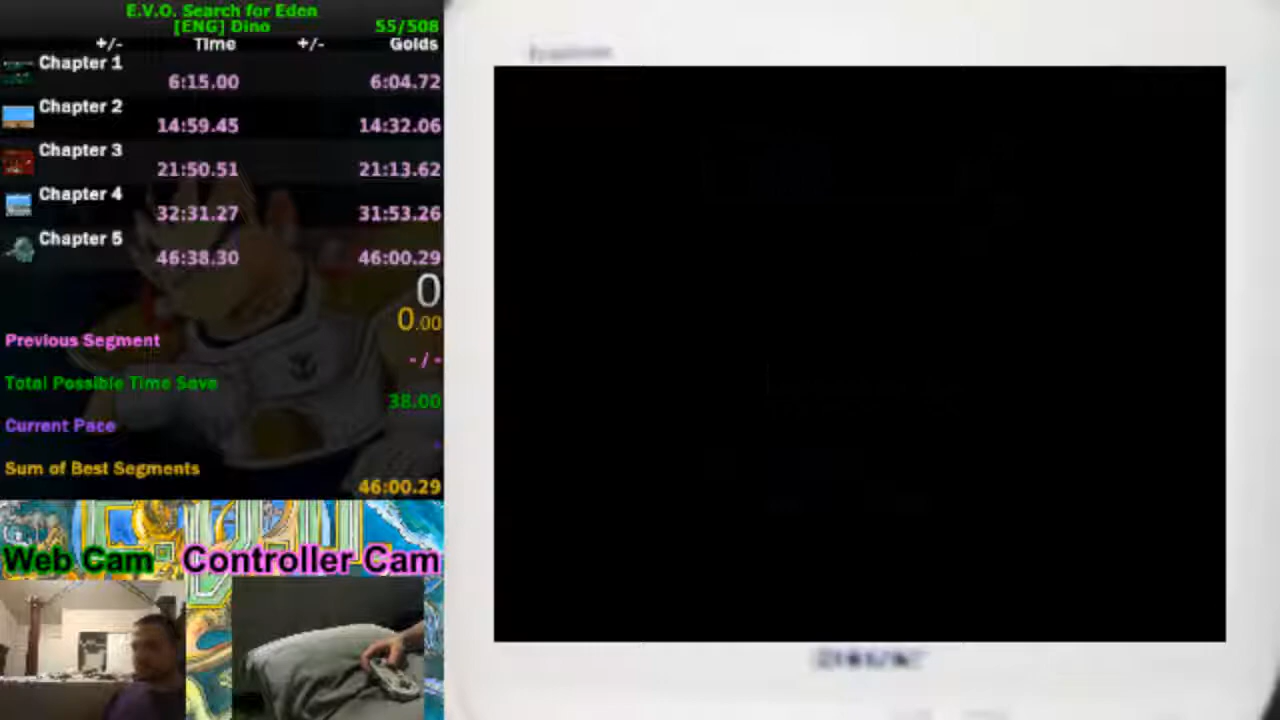 E.V.O. Search for Eden
[ENG] Dino 55/508
+/- Time +/- Golds
Chapter 1
6:15.00 6:04.72
Chapter 2
14:59.45 14:32.06
Chapter 3
21:50.51 21:13.62
Chapter 4
32:31.27 31:53.26
Chapter 5
46:38.30 46:00.29
0
0.00
Previous Segment
- / -
Total Possible Time Save
38.00
Current Pace
-
Sum of Best Segments
46:00.29
Web Cam Controller Cam